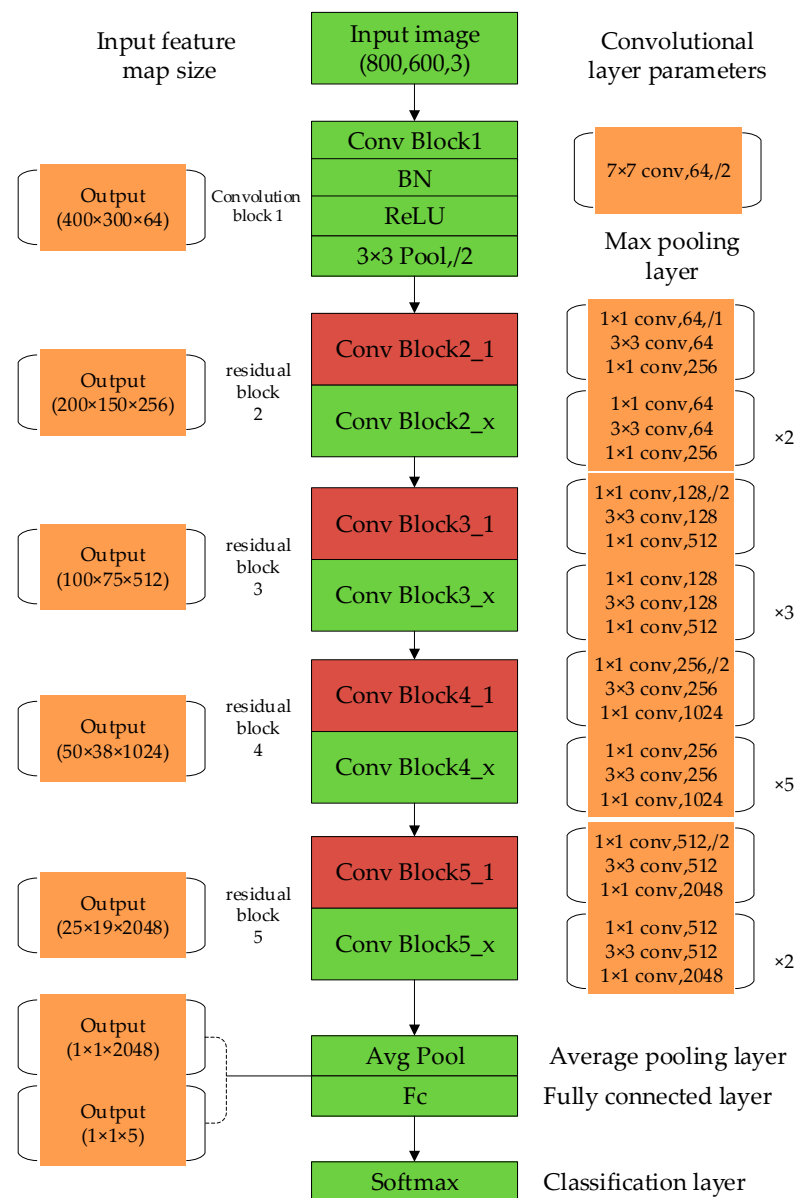 Input feature
map size
Input image
(800,600,3)
Convolutional
layer parameters
Output
(400×300×64)
Convolution
block 1
Conv Block1
BN
ReLU
3×3 Pool,/2
7×7 conv,64,/2
Max pooling
layer
Output
(200×150×256)
residual
block
2
Conv Block2_1
Conv Block2_x
1×1 conv,64,/1
3×3 conv,64
1×1 conv,256
1×1 conv,64
3×3 conv,64
1×1 conv,256
×2
Output
(100×75×512)
residual
block
3
Conv Block3_1
Conv Block3_x
1×1 conv,128,/2
3×3 conv,128
1×1 conv,512
1×1 conv,128
3×3 conv,128
1×1 conv,512
×3
Output
(50×38×1024)
residual
block
4
Conv Block4_1
Conv Block4_x
1×1 conv,256,/2
3×3 conv,256
1×1 conv,1024
1×1 conv,256
3×3 conv,256
1×1 conv,1024
×5
Output
(25×19×2048)
residual
block
5
Conv Block5_1
Conv Block5_x
1×1 conv,512,/2
3×3 conv,512
1×1 conv,2048
1×1 conv,512
3×3 conv,512
1×1 conv,2048
×2
Output
(1×1×2048)
Output
(1×1×5)
Avg Pool
Average pooling layer
Fc
Fully connected layer
Softmax
Classification layer